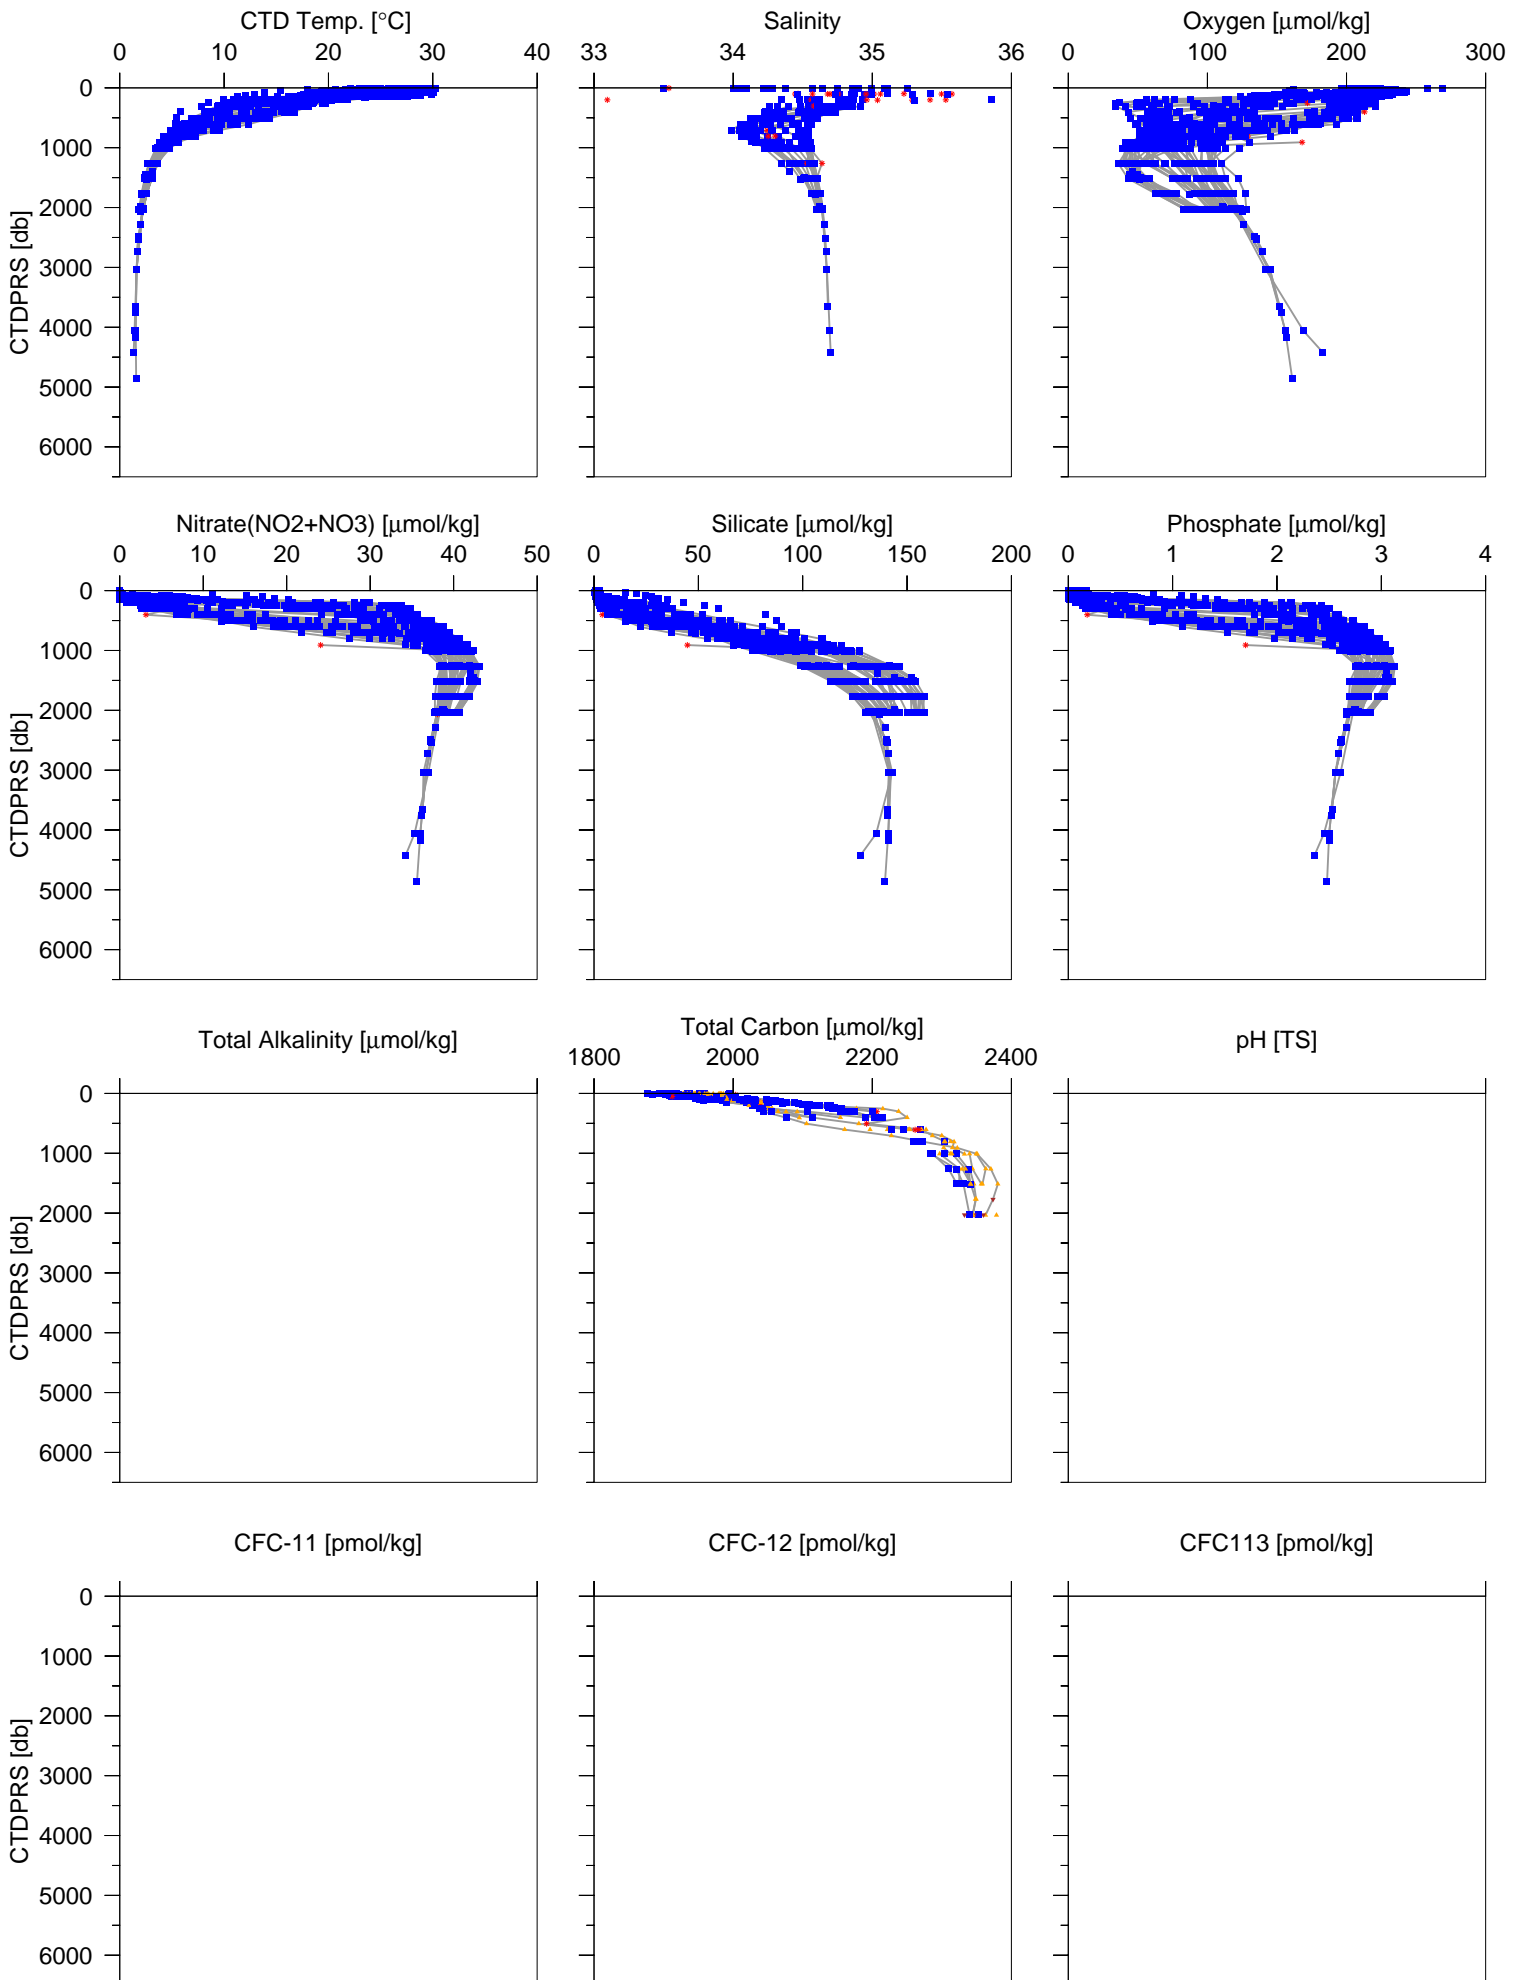 CTD Temp. [°C]
Salinity
Oxygen [μmol/kg]
0 10 20 30 40
33 34 35 36
0 100 200 300
0
1000
2000
3000
4000
5000
6000
CTDPRS [db]
Nitrate(NO2+NO3) [μmol/kg]
Silicate [μmol/kg]
Phosphate [μmol/kg]
0 10 20 30 40 50
0 50 100 150 200
0 1 2 3 4
0
1000
2000
3000
4000
5000
6000
CTDPRS [db]
Total Alkalinity [μmol/kg]
Total Carbon [μmol/kg]
pH [TS]
1800 2000 2200 2400
0
1000
2000
3000
4000
5000
6000
CTDPRS [db]
CFC-11 [pmol/kg]
CFC-12 [pmol/kg]
CFC113 [pmol/kg]
0
1000
2000
3000
4000
5000
6000
CTDPRS [db]